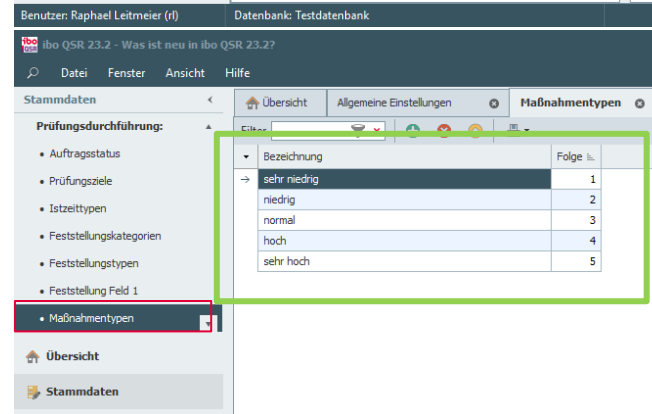 Benutzer: Raphael Leitmeier (rl) Datenbank: Testdatenbank
ibo QSR ibo QSR 23.2 - Was ist neu in ibo QSR 23.2?
Datei Fenster Ansicht Hilfe
Stammdaten
Übersicht Allgemeine Einstellungen Maßnahmentypen
Prüfungsdurchführung:
Filter
Auftragsstatus
Prüfungsziele
Istzeittypen
Feststellungskategorien
Feststellungstypen
Feststellung Feld 1
Maßnahmentypen
Übersicht
Stammdaten
Bezeichnung Folge
sehr niedrig 1
niedrig 2
normal 3
hoch 4
sehr hoch 5